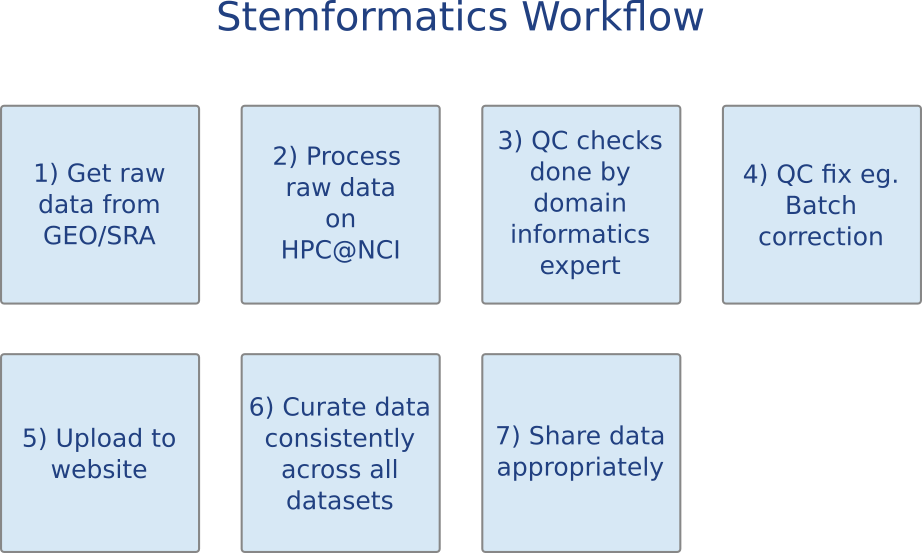 Stemformatics Workflow
1) Get raw
data from
GEO/SRA
2) Process
raw data
on
HPC@NCI
3) QC checks
done by
domain
informatics
expert
4) QC fix eg.
Batch
correction
5) Upload to
website
6) Curate data
consistently
across all
datasets
7) Share data
appropriately